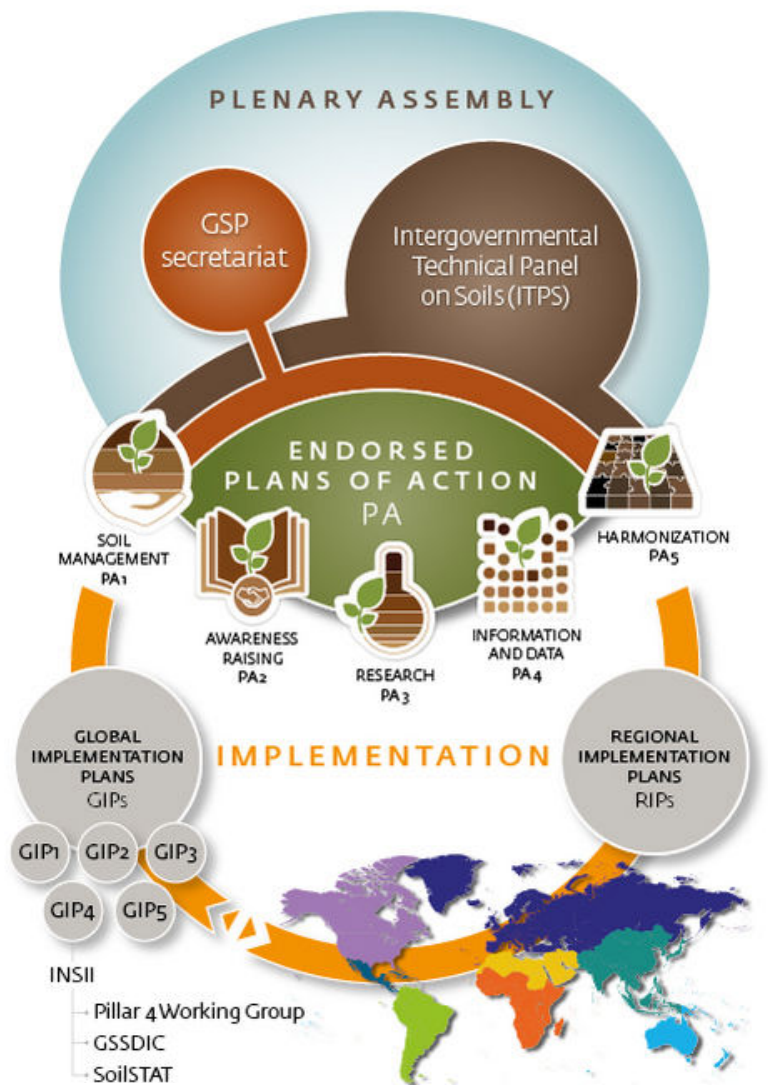 PLENARY ASSEMBLY
GSP
secretariat
Intergovernmental
Technical Panel
on Soils (ITPS)
ENDORSED
PLANS OF ACTION
PA
SOIL
MANAGEMENT
PA1
AWARENESS
RAISING
PA2
RESEARCH
PA3
INFORMATION
AND DATA
PA4
HARMONIZATION
PA5
GLOBAL
IMPLEMENTATION
PLANS
GIPs
IMPLEMENTATION
REGIONAL
IMPLEMENTATION
PLANS
RIPs
GIP1
GIP2
GIP3
GIP4
GIP5
INSII
Pillar 4 Working Group
GSSDIC
SoilSTAT